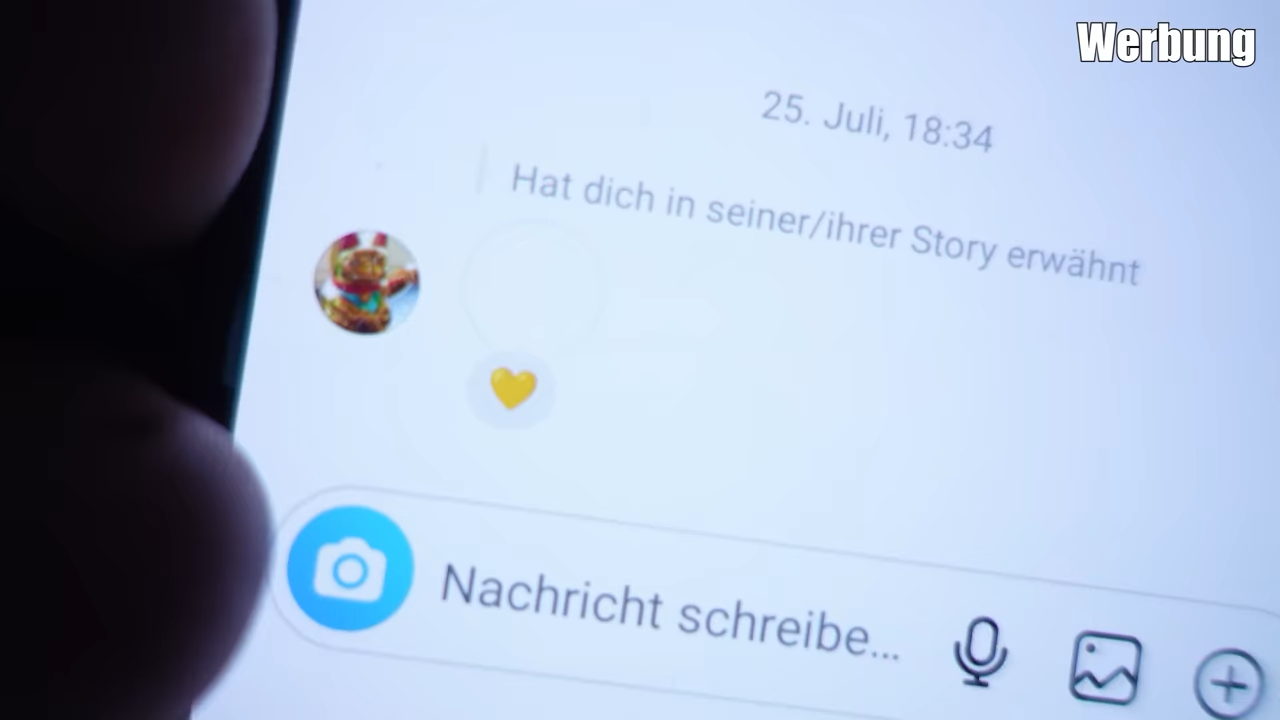 Werbung
25. Juli, 18:34
Hat dich in seiner/ihrer Story erwähnt
Nachricht schreibe...